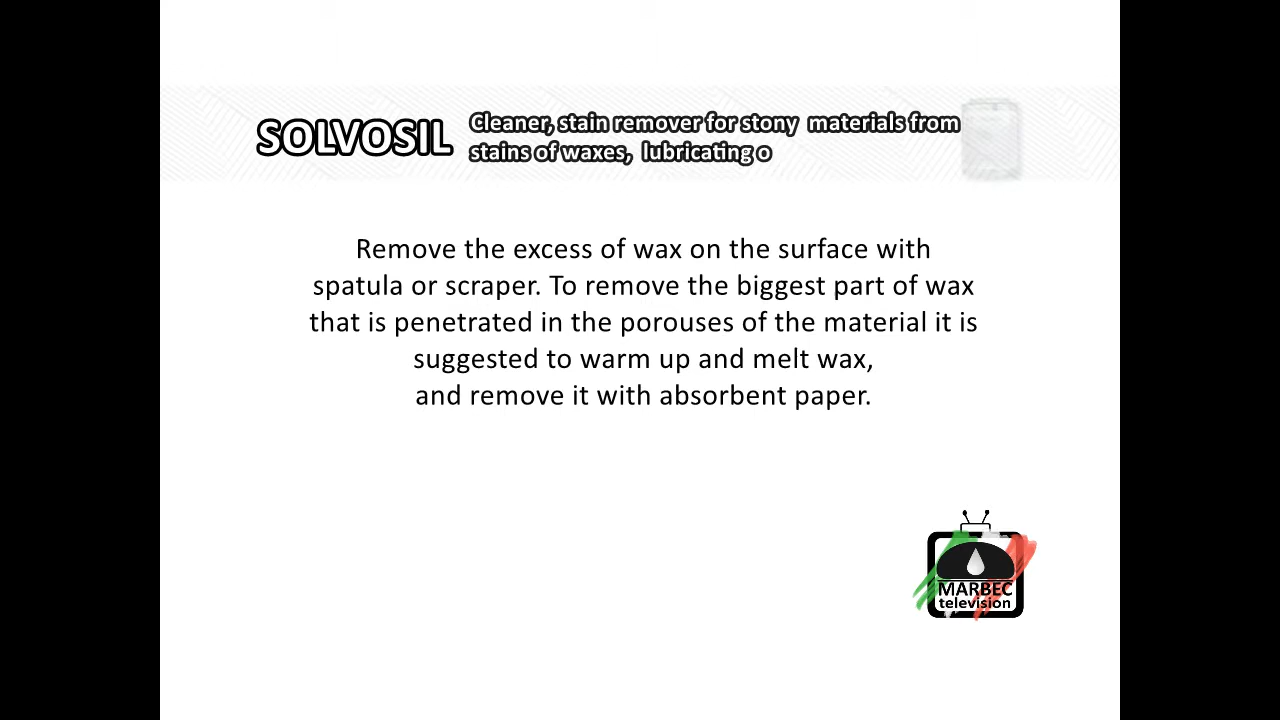 SOLVOSIL
Cleaner, stain remover for stony materials from
stains of waxes, lubricating o
Remove the excess of wax on the surface with
spatula or scraper. To remove the biggest part of wax
that is penetrated in the porouses of the material it is
suggested to warm up and melt wax,
and remove it with absorbent paper.
MARBEC
television